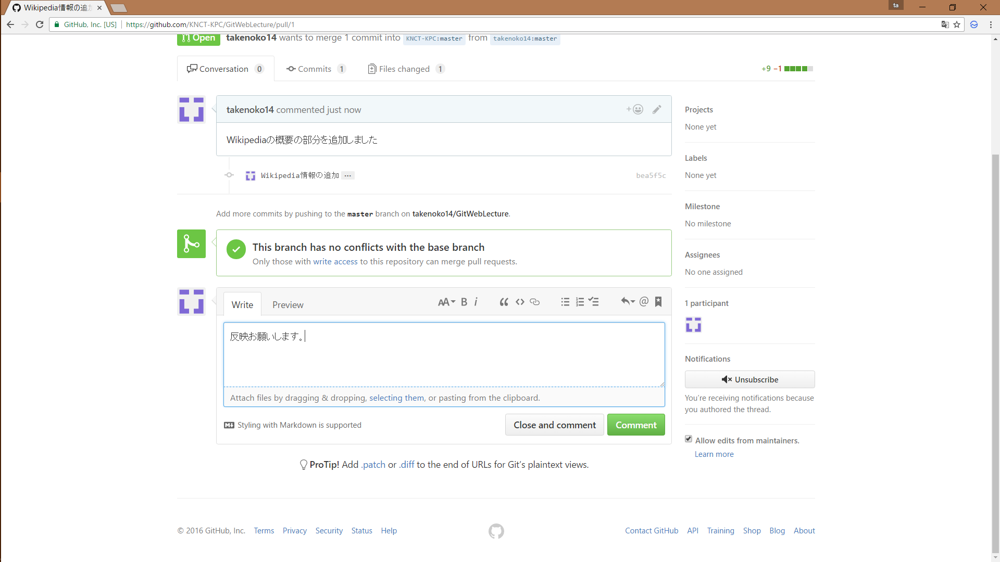 Wikipedia情報の追加
ta
GitHub, Inc. [US]
https://github.com/KNCT-KPC/GitWebLecture/pull/1
Open takenoko14 wants to merge 1 commit into KNCT-KPC:master from takenoko14:master
Conversation 0 Commits 1 Files changed 1 +9 −1
takenoko14 commented just now
Wikipediaの概要の部分を追加しました
Wikipedia情報の追加 … bea5f5c
Add more commits by pushing to the master branch on takenoko14/GitWebLecture.
This branch has no conflicts with the base branch
Only those with write access to this repository can merge pull requests.
Write Preview AA B i
反映お願いします。
Attach files by dragging & dropping, selecting them, or pasting from the clipboard.
Styling with Markdown is supported
Close and comment Comment
ProTip! Add .patch or .diff to the end of URLs for Git's plaintext views.
Projects
None yet
Labels
None yet
Milestone
No milestone
Assignees
No one assigned
1 participant
Notifications
Unsubscribe
You're receiving notifications because
you authored the thread.
Allow edits from maintainers.
Learn more
© 2016 GitHub, Inc. Terms Privacy Security Status Help
Contact GitHub API Training Shop Blog About